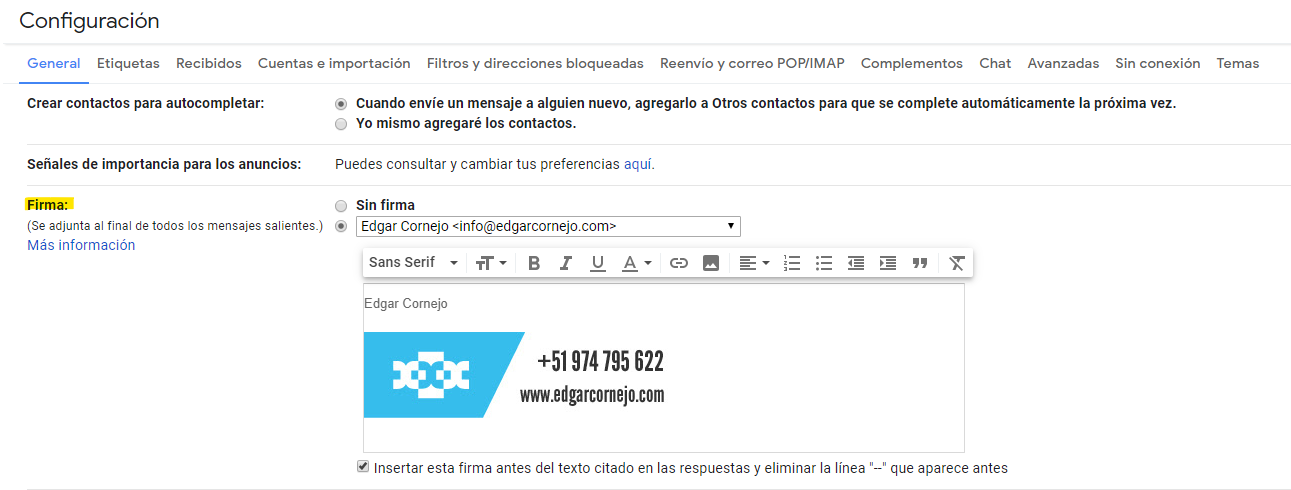 Configuración
General Etiquetas Recibidos Cuentas e importación Filtros y direcciones bloqueadas Reenvío y correo POP/IMAP Complementos Chat Avanzadas Sin conexión Temas
Crear contactos para autocompletar:
Cuando envíe un mensaje a alguien nuevo, agregarlo a Otros contactos para que se complete automáticamente la próxima vez.
Yo mismo agregaré los contactos.
Señales de importancia para los anuncios:
Puedes consultar y cambiar tus preferencias aquí.
Firma:
(Se adjunta al final de todos los mensajes salientes.)
Más información
Sin firma
Edgar Cornejo <info@edgarcornejo.com>
Sans Serif
Edgar Cornejo
+51 974 795 622
www.edgarcornejo.com
Insertar esta firma antes del texto citado en las respuestas y eliminar la línea "--" que aparece antes